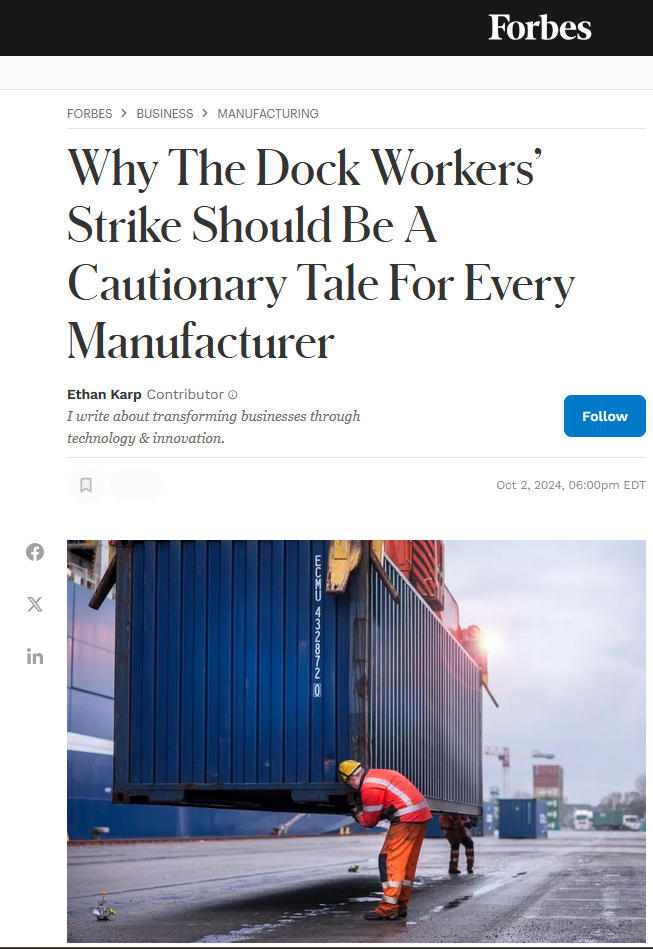 Forbes
FORBES > BUSINESS > MANUFACTURING
Why The Dock Workers’
Strike Should Be A
Cautionary Tale For Every
Manufacturer
Ethan Karp Contributor
I write about transforming businesses through
technology & innovation.
Follow
Oct 2, 2024, 06:00pm EDT
ECMU 432872 0